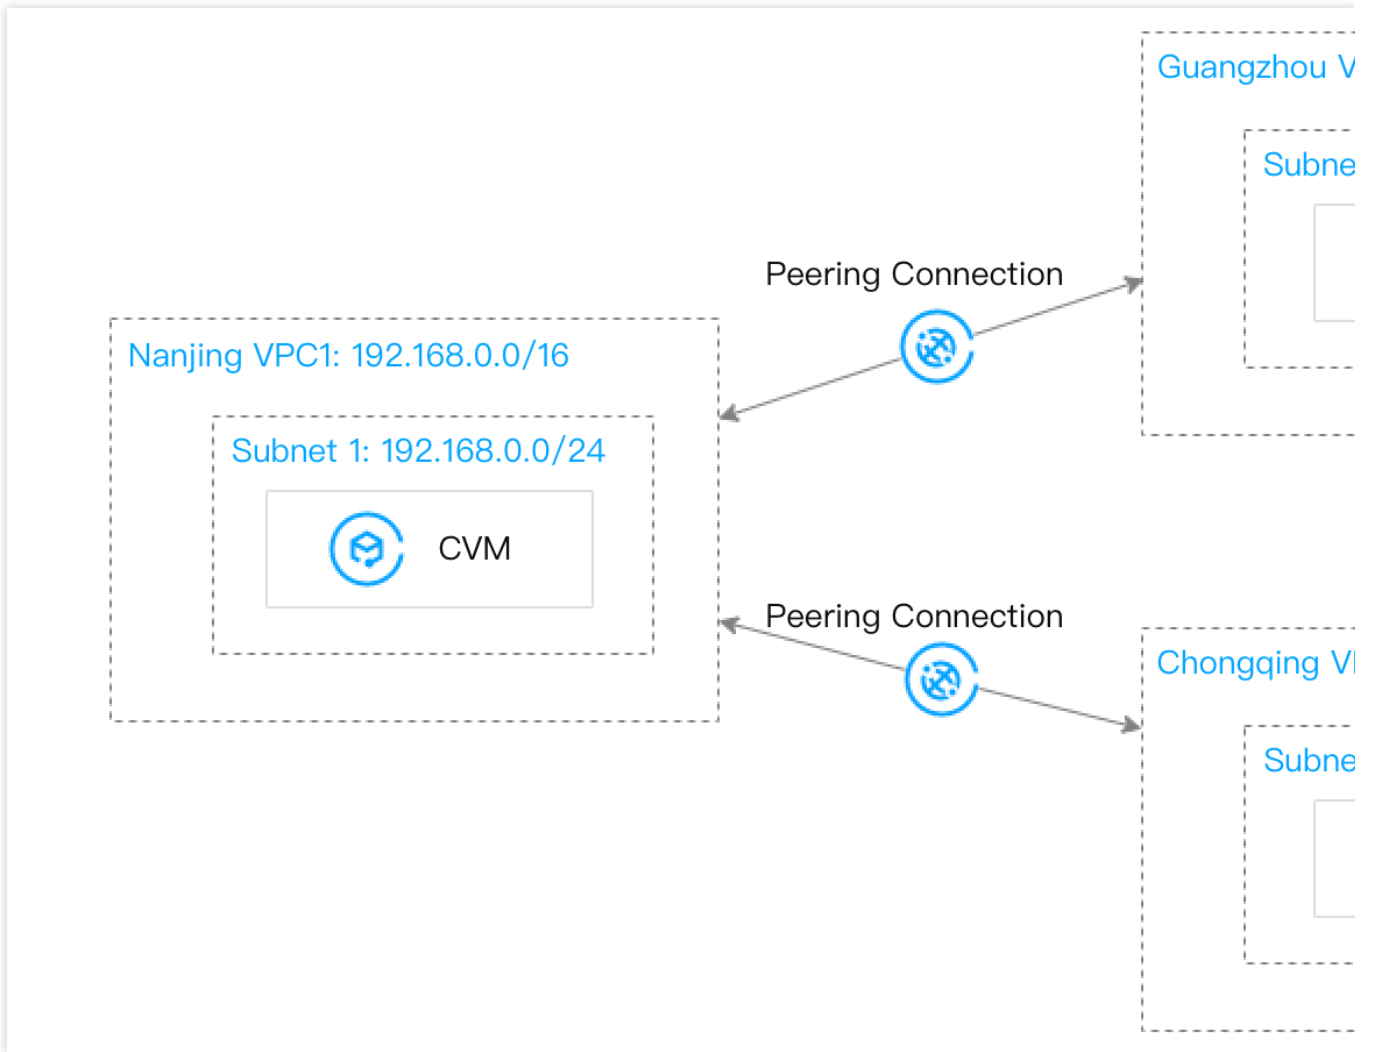 Guangzhou V
Subne
Peering Connection
Nanjing VPC1: 192.168.0.0/16
Subnet 1: 192.168.0.0/24
CVM
Peering Connection
Chongqing V
Subne